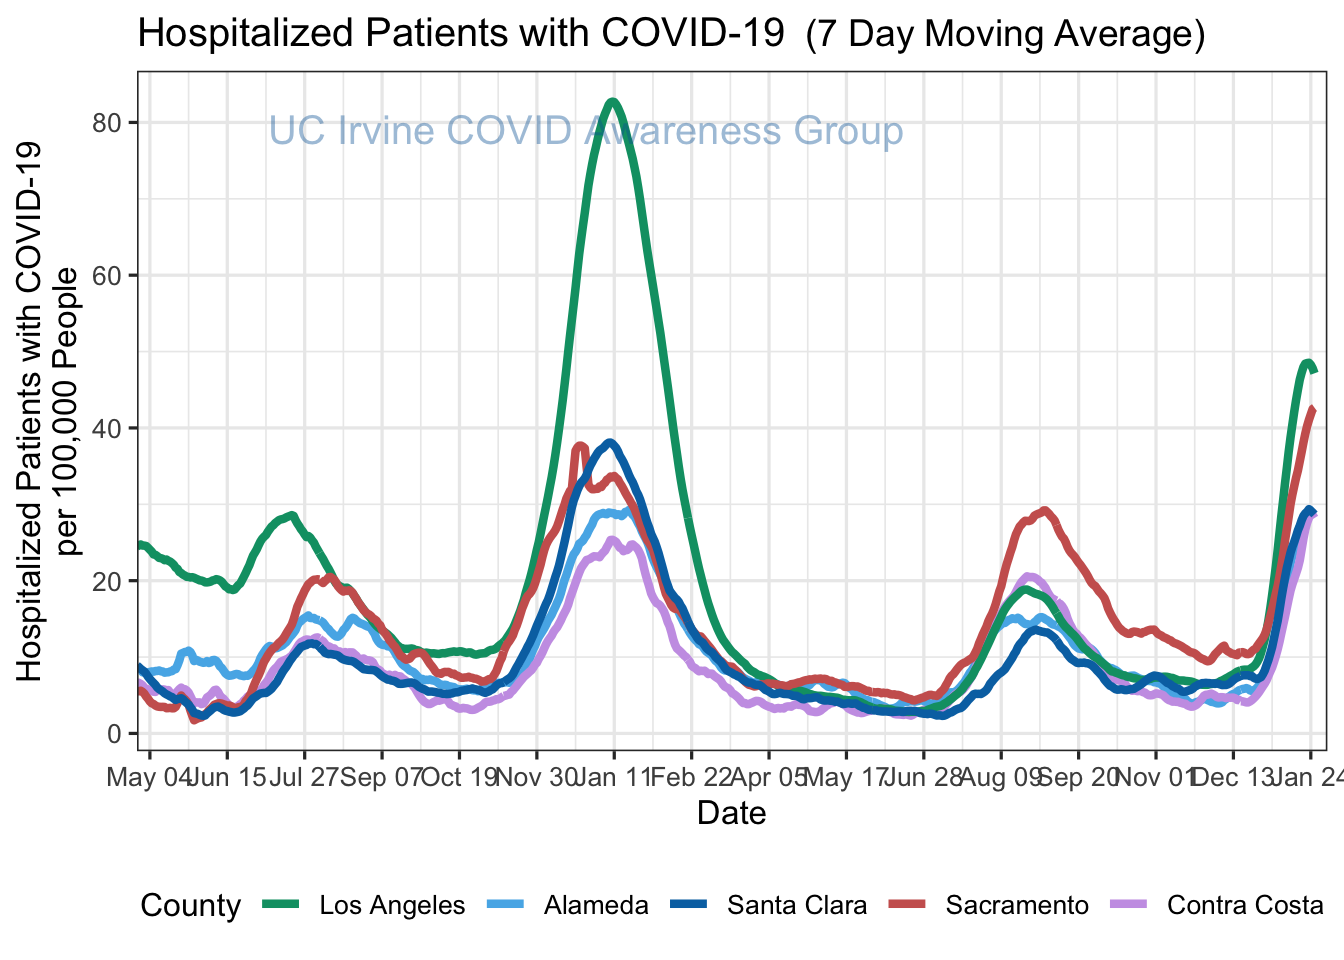 Hospitalized Patients with COVID-19 (7 Day Moving Average)
UC Irvine COVID Awareness Group
Hospitalized Patients with COVID-19
per 100,000 People
80
60
40
20
0
May 04 Jun 15 Jul 27 Sep 07 Oct 19 Nov 30 Jan 11 Feb 22 Apr 05 May 17 Jun 28 Aug 09 Sep 20 Nov 01 Dec 13 Jan 24
Date
County Los Angeles Alameda Santa Clara Sacramento Contra Costa